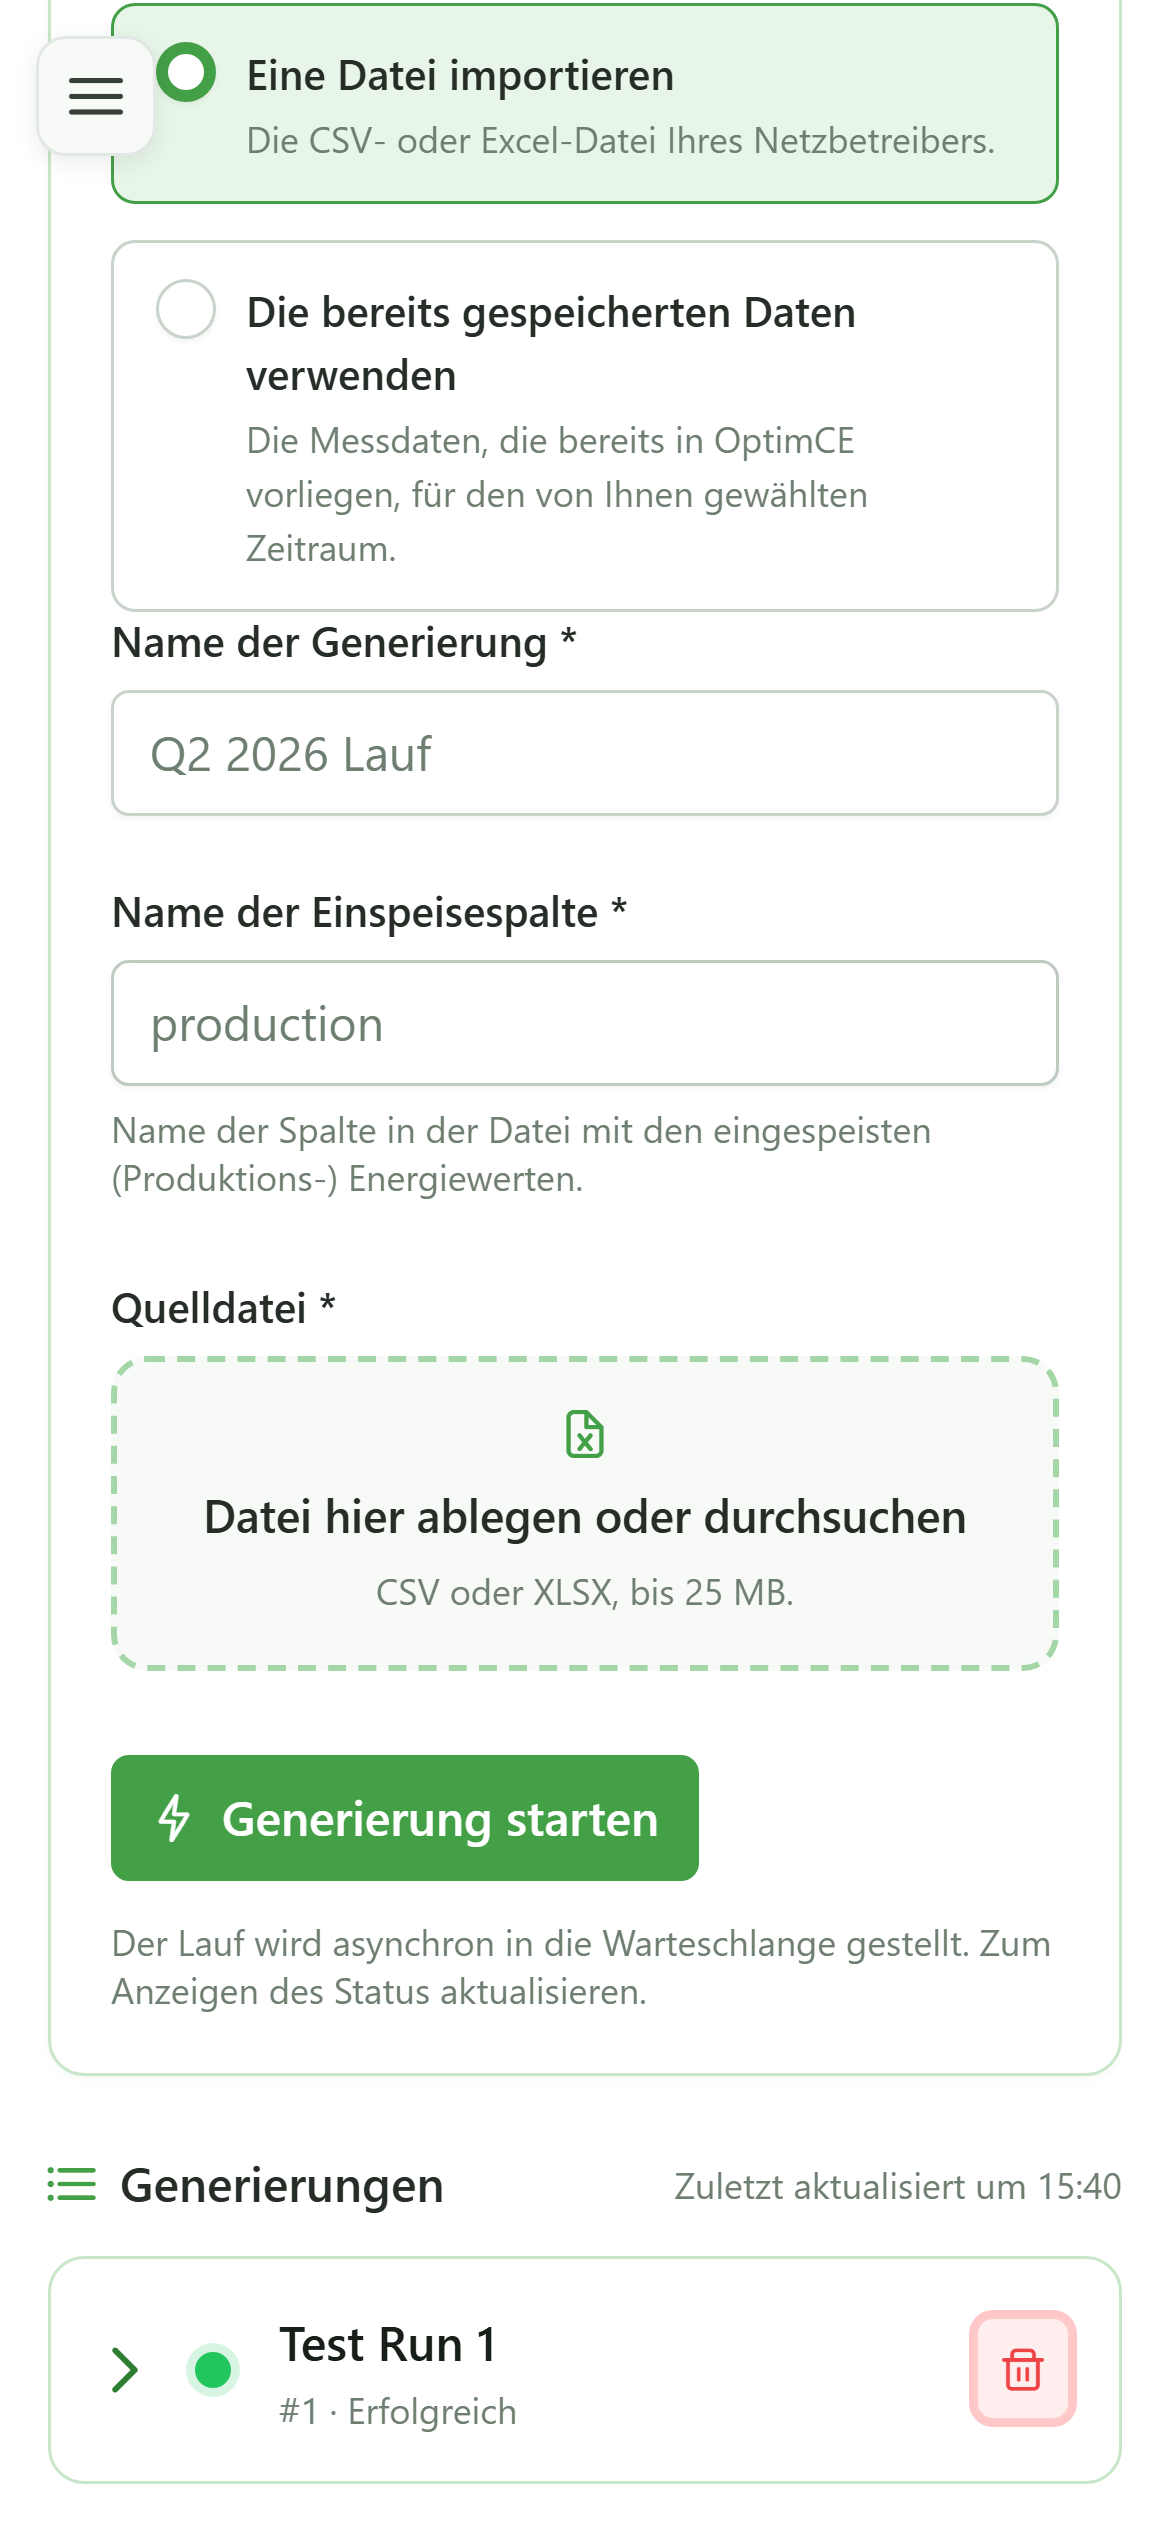 Eine Datei importieren
Die CSV- oder Excel-Datei Ihres Netzbetreibers.
Die bereits gespeicherten Daten
verwenden
Die Messdaten, die bereits in OptimCE
vorliegen, für den von Ihnen gewählten
Zeitraum.
Name der Generierung *
Q2 2026 Lauf
Name der Einspeisespalte *
production
Name der Spalte in der Datei mit den eingespeisten
(Produktions-) Energiewerten.
Quelldatei *
Datei hier ablegen oder durchsuchen
CSV oder XLSX, bis 25 MB.
Generierung starten
Der Lauf wird asynchron in die Warteschlange gestellt. Zum
Anzeigen des Status aktualisieren.
Generierungen
Zuletzt aktualisiert um 15:40
Test Run 1
#1 · Erfolgreich